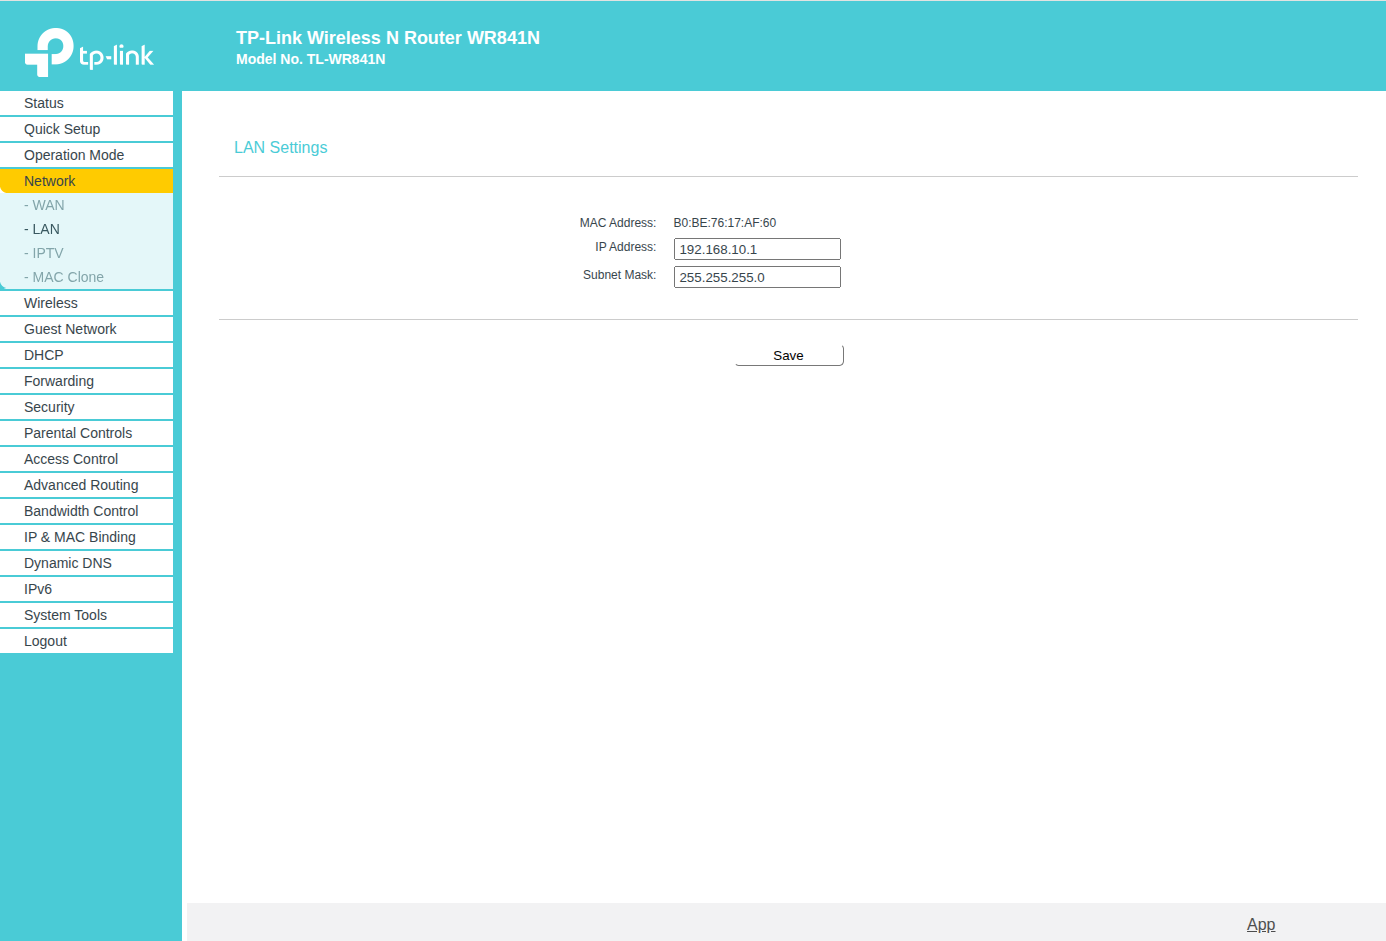 tp-link
TP-Link Wireless N Router WR841N
Model No. TL-WR841N
Status
Quick Setup
Operation Mode
Network
- WAN
- LAN
- IPTV
- MAC Clone
Wireless
Guest Network
DHCP
Forwarding
Security
Parental Controls
Access Control
Advanced Routing
Bandwidth Control
IP & MAC Binding
Dynamic DNS
IPv6
System Tools
Logout
LAN Settings
MAC Address: B0:BE:76:17:AF:60
IP Address: 192.168.10.1
Subnet Mask: 255.255.255.0
Save
App